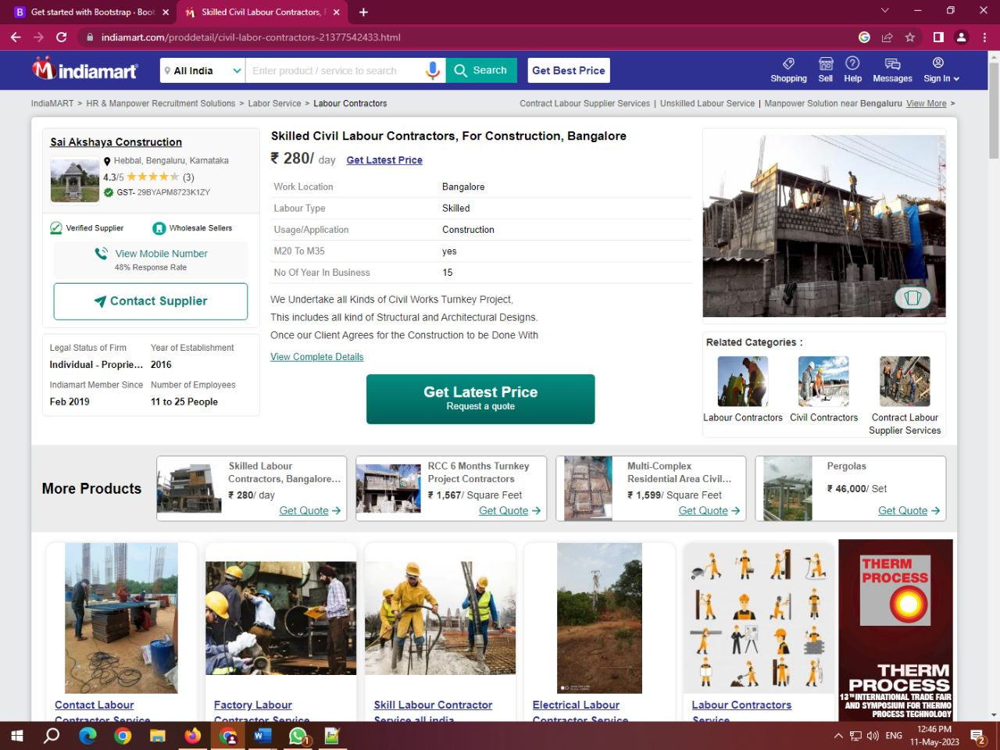 Get started with Bootstrap · Boot
Skilled Civil Labour Contractors, F
indiamart.com/proddetail/civil-labor-contractors-21377542433.html
indiamart
All India
Enter product / service to search
Search
Get Best Price
Shopping
Sell
Help
Messages
Sign In
IndiaMART > HR & Manpower Recruitment Solutions > Labor Service > Labour Contractors
Contract Labour Supplier Services | Unskilled Labour Service | Manpower Solution near Bengaluru View More >
Sai Akshaya Construction
Hebbal, Bengaluru, Karnataka
4.3/5 (3)
GST- 29BYAPM8723K1ZY
Verified Supplier
Wholesale Sellers
View Mobile Number
48% Response Rate
Contact Supplier
Legal Status of Firm
Year of Establishment
Individual - Proprie...
2016
Indiamart Member Since
Number of Employees
Feb 2019
11 to 25 People
Skilled Civil Labour Contractors, For Construction, Bangalore
₹ 280/ day Get Latest Price
Work Location Bangalore
Labour Type Skilled
Usage/Application Construction
M20 To M35 yes
No Of Year In Business 15
We Undertake all Kinds of Civil Works Turnkey Project,
This includes all kind of Structural and Architectural Designs.
Once our Client Agrees for the Construction to be Done With
View Complete Details
Get Latest Price
Request a quote
Related Categories :
Labour Contractors
Civil Contractors
Contract Labour
Supplier Services
More Products
Skilled Labour
Contractors, Bangalore...
₹ 280/ day
Get Quote
RCC 6 Months Turnkey
Project Contractors
₹ 1,567/ Square Feet
Get Quote
Multi-Complex
Residential Area Civil...
₹ 1,599/ Square Feet
Get Quote
Pergolas
₹ 46,000/ Set
Get Quote
Contact Labour
Contractor Service
Factory Labour
Contractor Service
Skill Labour Contractor
Service all india
Electrical Labour
Contractor Service
Labour Contractors
Service
THERM
PROCESS
THERM
PROCESS
13TH INTERNATIONAL TRADE FAIR
AND SYMPOSIUM FOR THERMO
PROCESS TECHNOLOGY
1
ENG
12:46 PM
11-May-2023
2